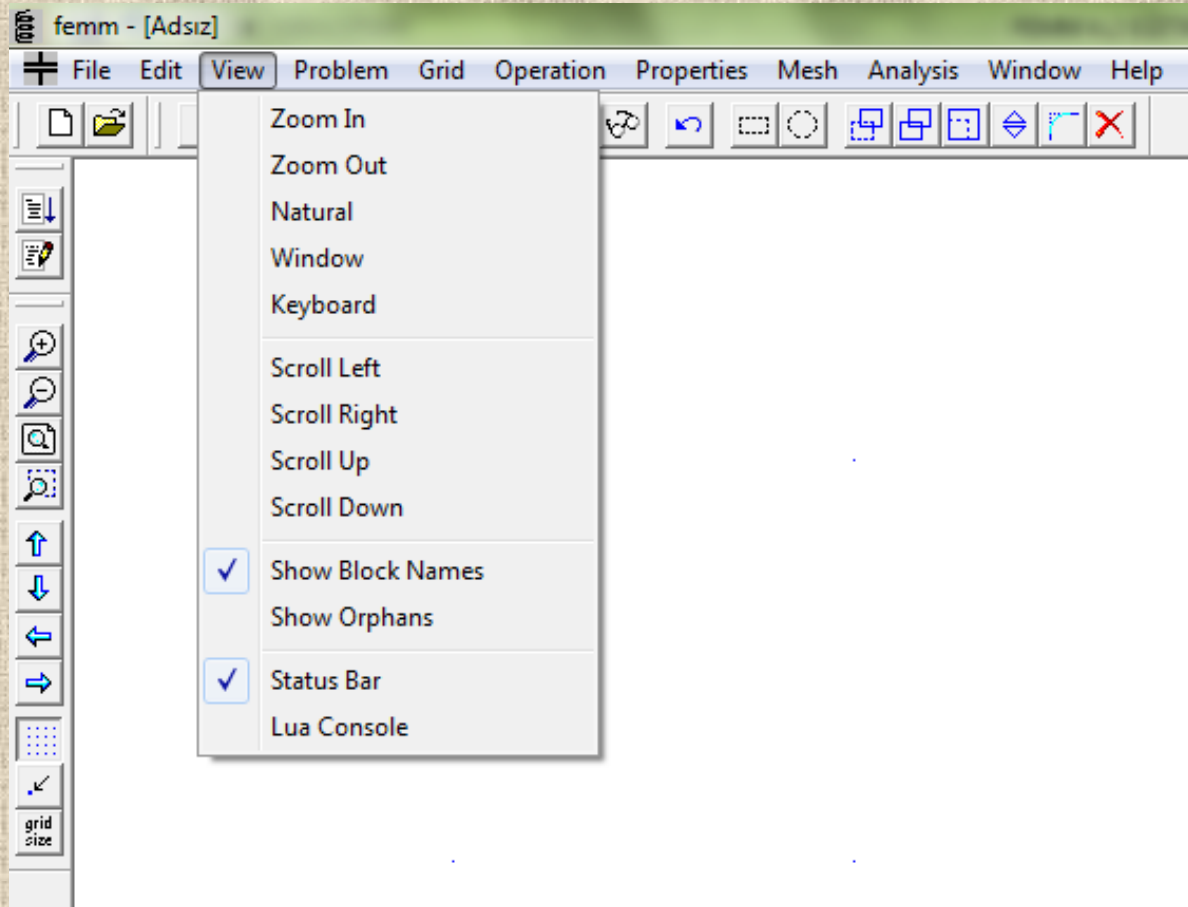 femm - [Adsız]
File Edit View Problem Grid Operation Properties Mesh Analysis Window Help
Zoom In
Zoom Out
Natural
Window
Keyboard
Scroll Left
Scroll Right
Scroll Up
Scroll Down
Show Block Names
Show Orphans
Status Bar
Lua Console
grid
size